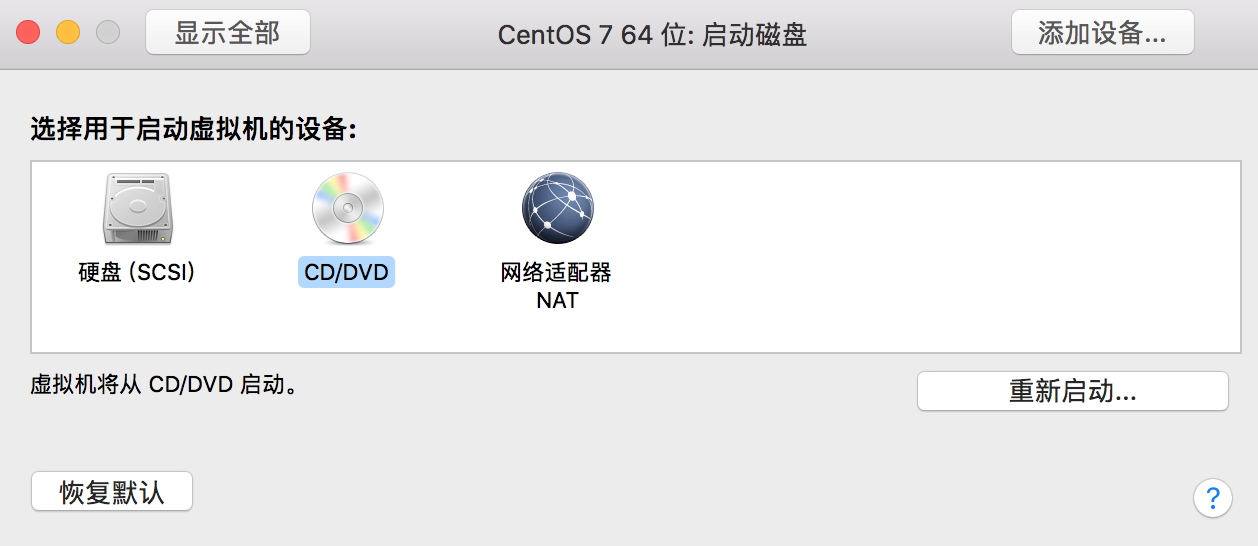 显示全部
CentOS 7 64 位: 启动磁盘
添加设备...
选择用于启动虚拟机的设备:
硬盘 (SCSI)
CD/DVD
网络适配器
NAT
虚拟机将从 CD/DVD 启动。
重新启动...
恢复默认
?